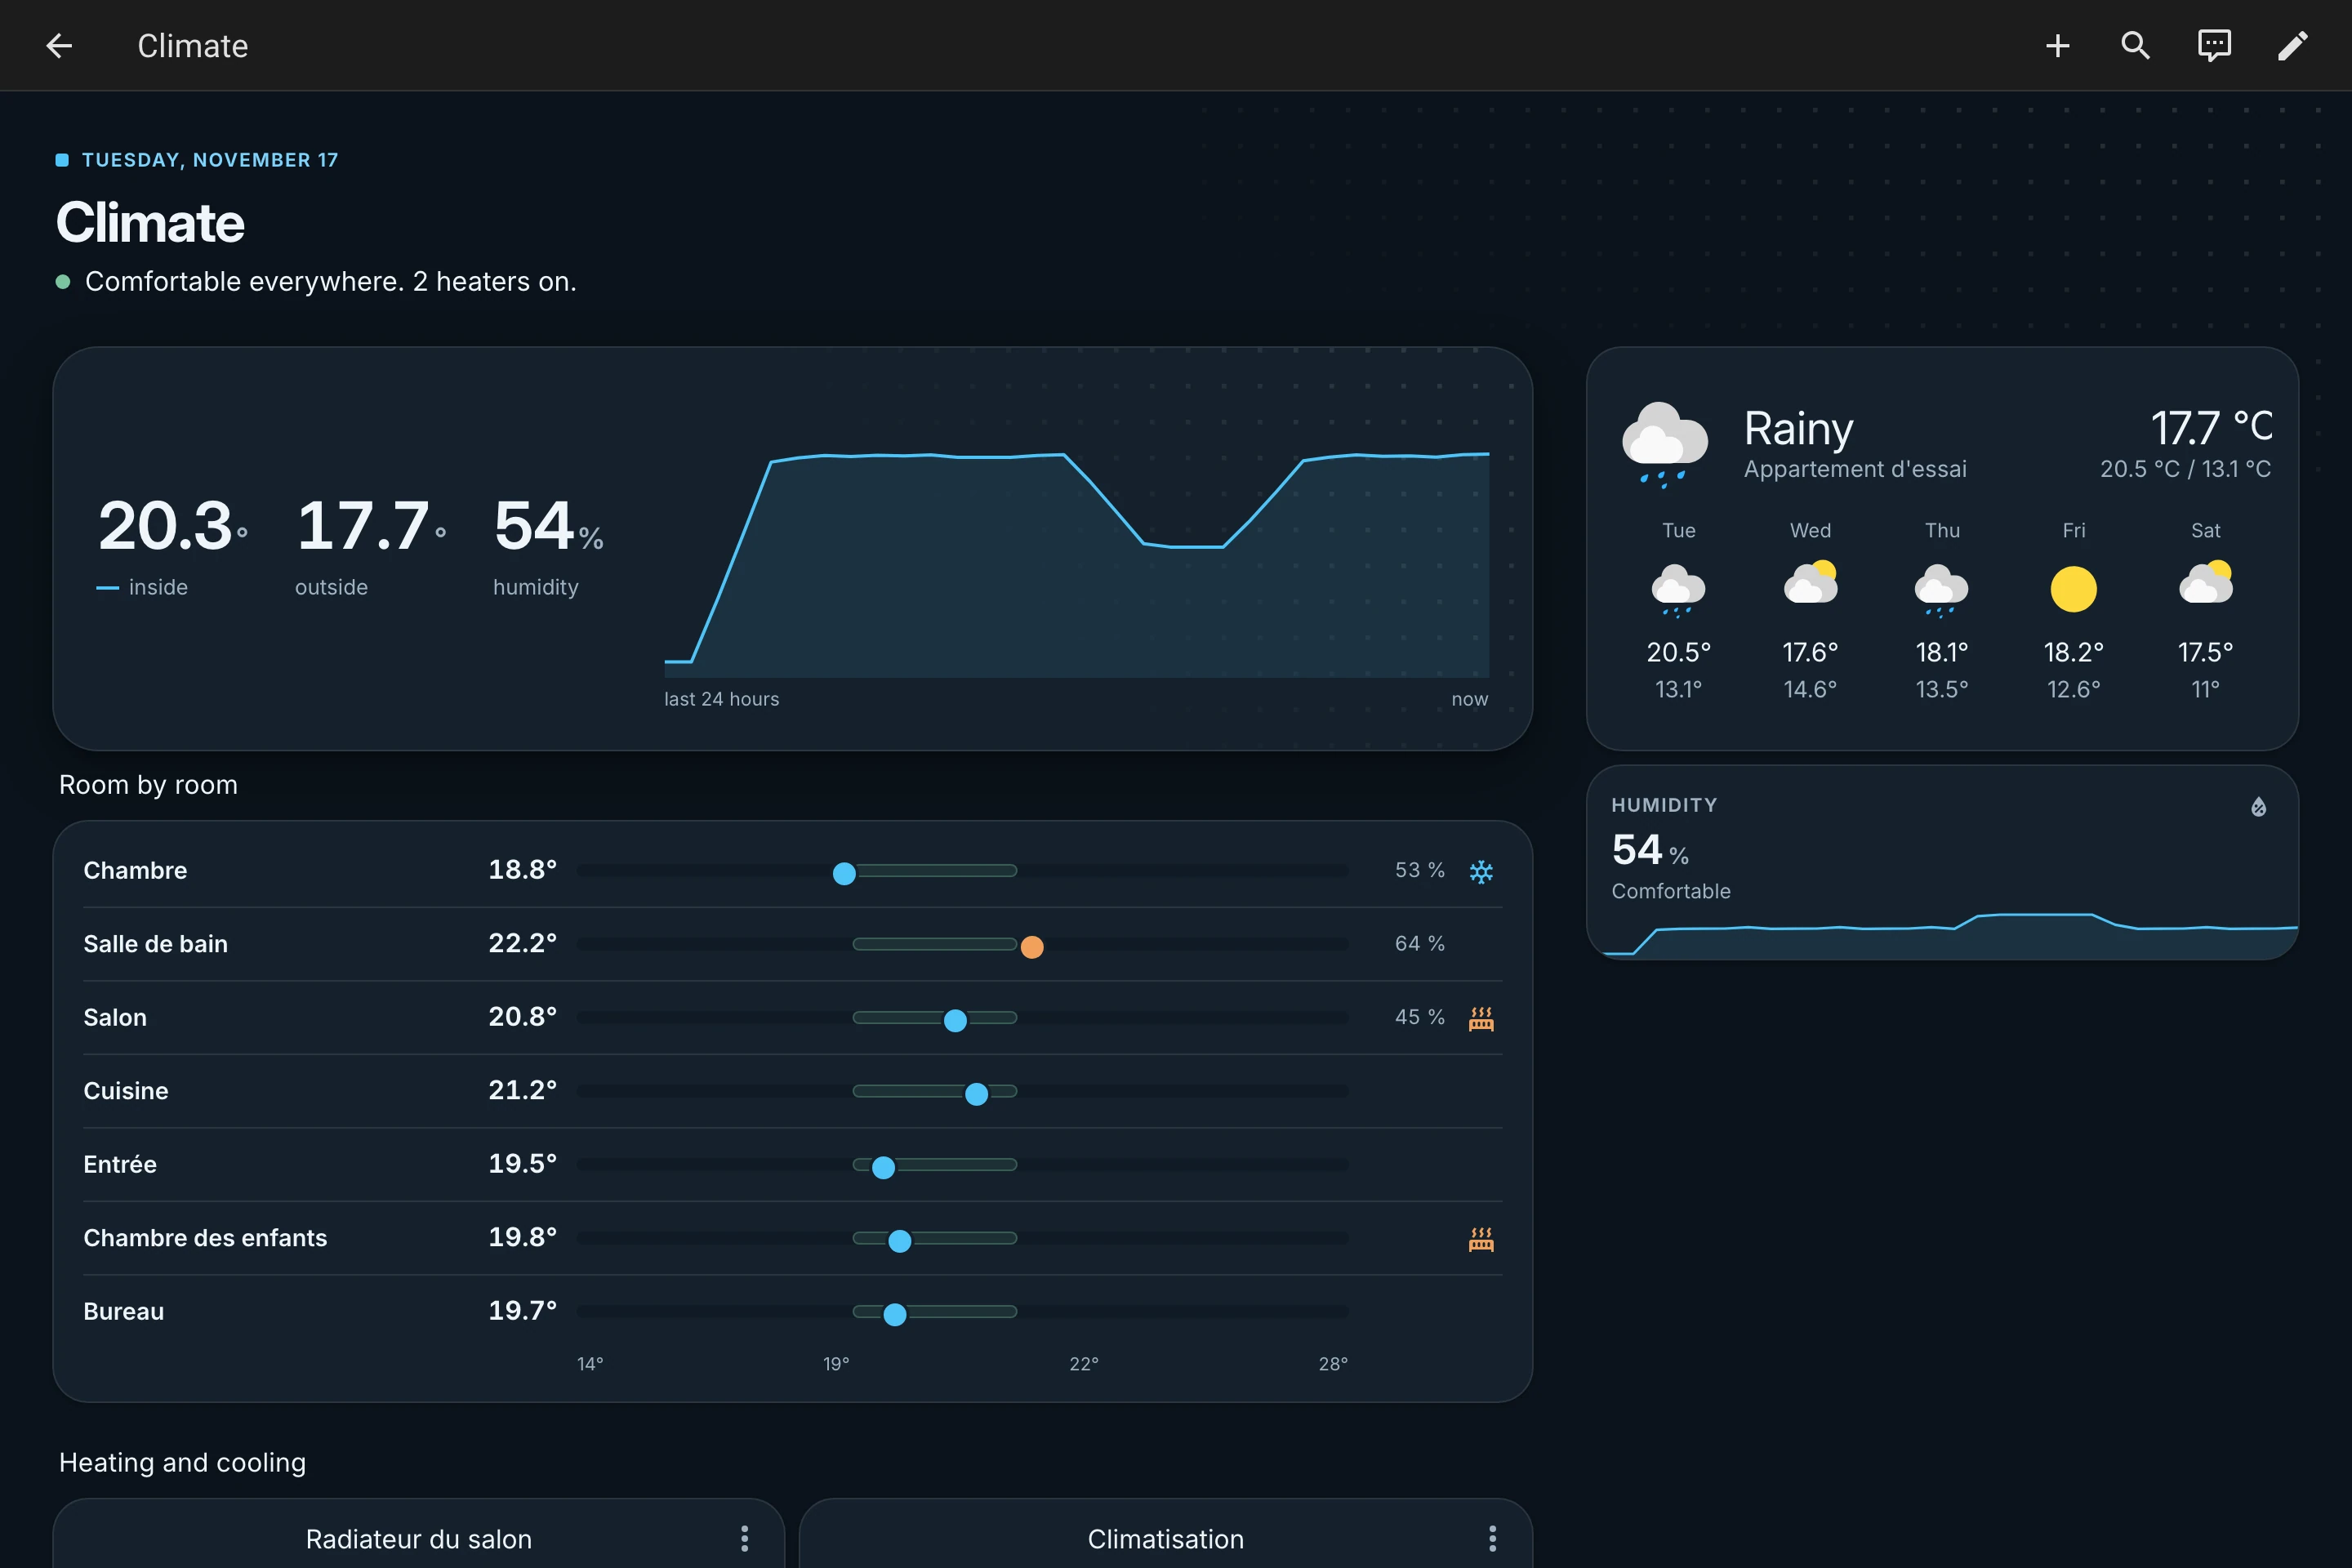 Climate
TUESDAY, NOVEMBER 17
Climate
Comfortable everywhere. 2 heaters on.
20.3° 17.7° 54%
inside outside humidity
last 24 hours now
Rainy 17.7 °C
Appartement d'essai 20.5 °C / 13.1 °C
Tue Wed Thu Fri Sat
20.5° 17.6° 18.1° 18.2° 17.5°
13.1° 14.6° 13.5° 12.6° 11°
HUMIDITY
54 %
Comfortable
Room by room
Chambre 18.8° 53 %
Salle de bain 22.2° 64 %
Salon 20.8° 45 %
Cuisine 21.2°
Entrée 19.5°
Chambre des enfants 19.8°
Bureau 19.7°
14° 19° 22° 28°
Heating and cooling
Radiateur du salon Climatisation